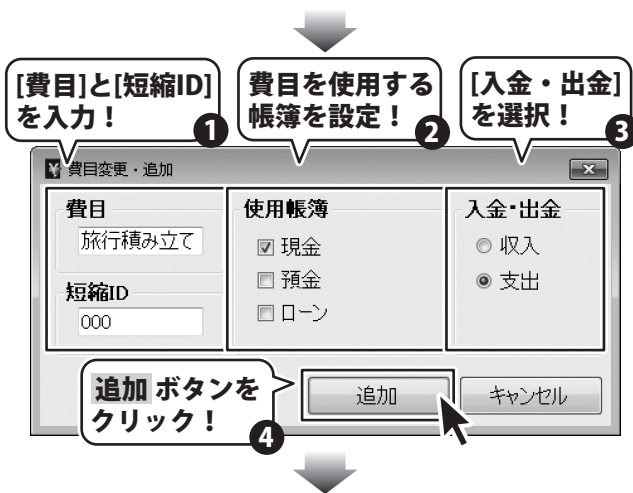 [費目]と[短縮ID]
を入力！
1
費目を使用する
帳簿を設定！
2
[入金・出金]
を選択！
3
¥ 費目変更・追加
費目
旅行積み立て
短縮ID
000
使用帳簿
現金
預金
ローン
入金・出金
収入
支出
追加 ボタンを
クリック！
4
追加
キャンセル